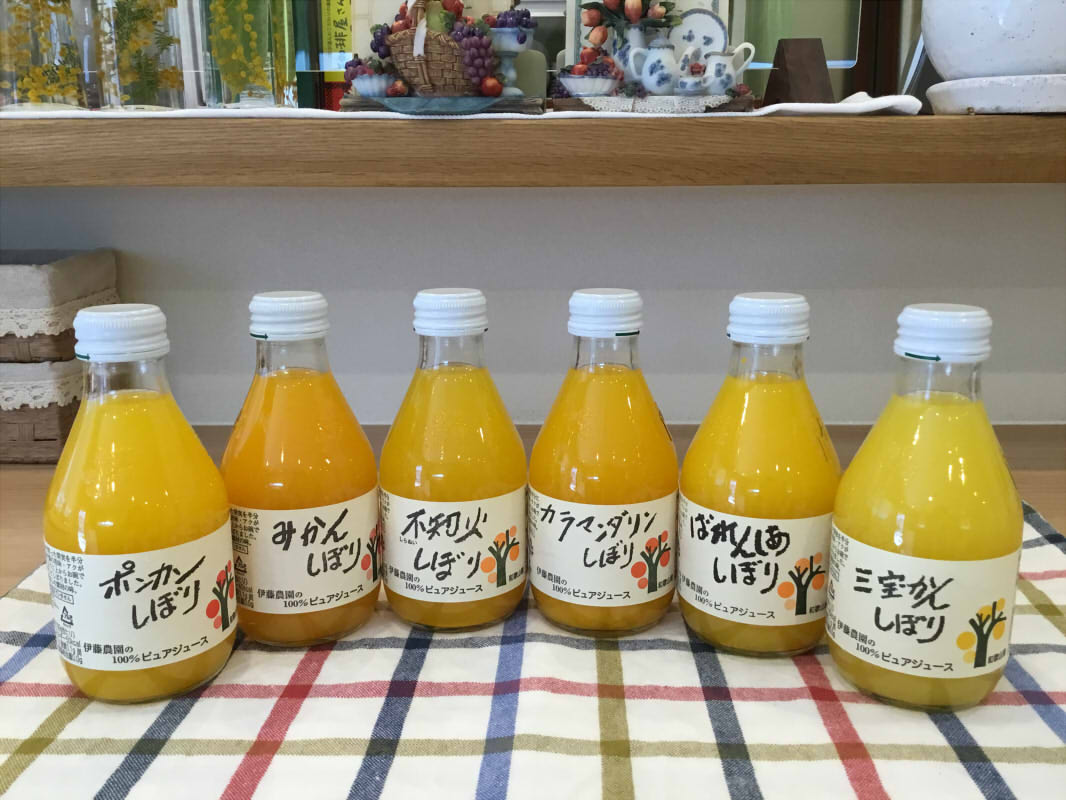 琲屋さん
ポンカン
しぼり
伊藤農園の
100%ピュアジュース
みかん
しぼり
伊藤農園の
100%ピュアジュース
不知火
しらぬい
しぼり
伊藤農園の
100%ピュアジュース
カラマンダリン
しぼり
伊藤農園の
100%ピュアジュース
ばれんしあ
しぼり
伊藤農園の
100%ピュアジュース
三宝かん
しぼり
伊藤農園の
100%ピュアジュース